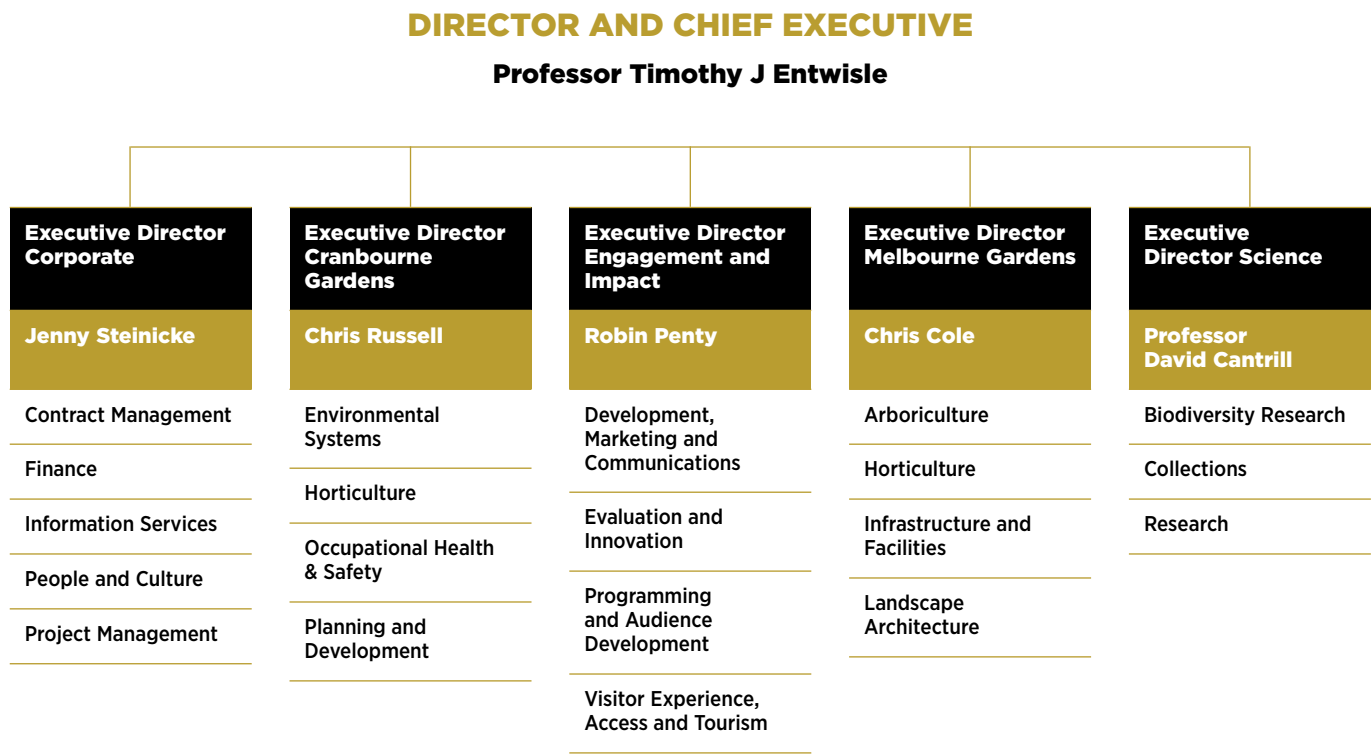 DIRECTOR AND CHIEF EXECUTIVE
Professor Timothy J Entwisle
Executive Director
Corporate
Jenny Steinicke
Contract Management
Finance
Information Services
People and Culture
Project Management
Executive Director
Cranbourne
Gardens
Chris Russell
Environmental
Systems
Horticulture
Occupational Health
& Safety
Planning and
Development
Executive Director
Engagement and
Impact
Robin Penty
Development,
Marketing and
Communications
Evaluation and
Innovation
Programming
and Audience
Development
Visitor Experience,
Access and Tourism
Executive Director
Melbourne Gardens
Chris Cole
Arboriculture
Horticulture
Infrastructure and
Facilities
Landscape
Architecture
Executive
Director Science
Professor
David Cantrill
Biodiversity Research
Collections
Research